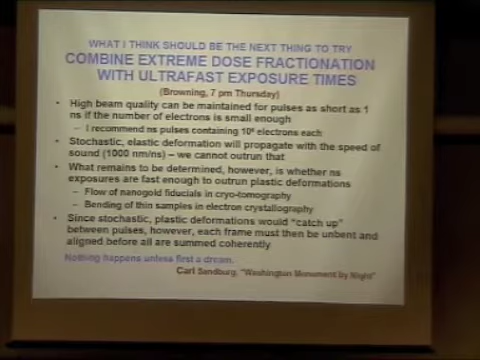 WHAT I THINK SHOULD BE THE NEXT THING TO TRY
COMBINE EXTREME DOSE FRACTIONATION
WITH ULTRAFAST EXPOSURE TIMES
(Browning, 7 pm Thursday)
• High beam quality can be maintained for pulses as short as 1
ns if the number of electrons is small enough
– I recommend ns pulses containing electrons each
• Stochastic, elastic deformation will propagate with the speed of
sound (1000 nm/ns) – we cannot outrun that
• What remains to be determined, however, is whether ns
exposures are fast enough to outrun plastic deformations
– Flow of nanogold fiducials in cryo-tomography
– Bending of thin samples in electron crystallography
• Since stochastic, plastic deformations would "catch up"
between pulses, however, each frame must then be unbent and
aligned before all are summed coherently
Nothing happens unless first a dream.
Carl Sandburg, "Washington Monument by Night"